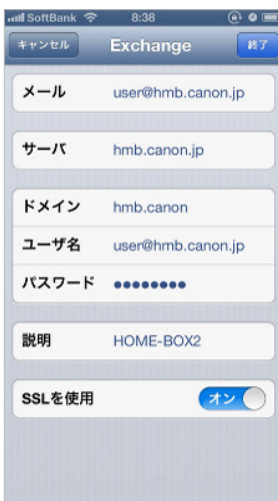 SoftBank 8:38
キャンセル Exchange 終了
メール user@hmb.canon.jp
サーバ hmb.canon.jp
ドメイン hmb.canon
ユーザ名 user@hmb.canon.jp
パスワード ●●●●●●●●
説明 HOME-BOX2
SSLを使用 オン